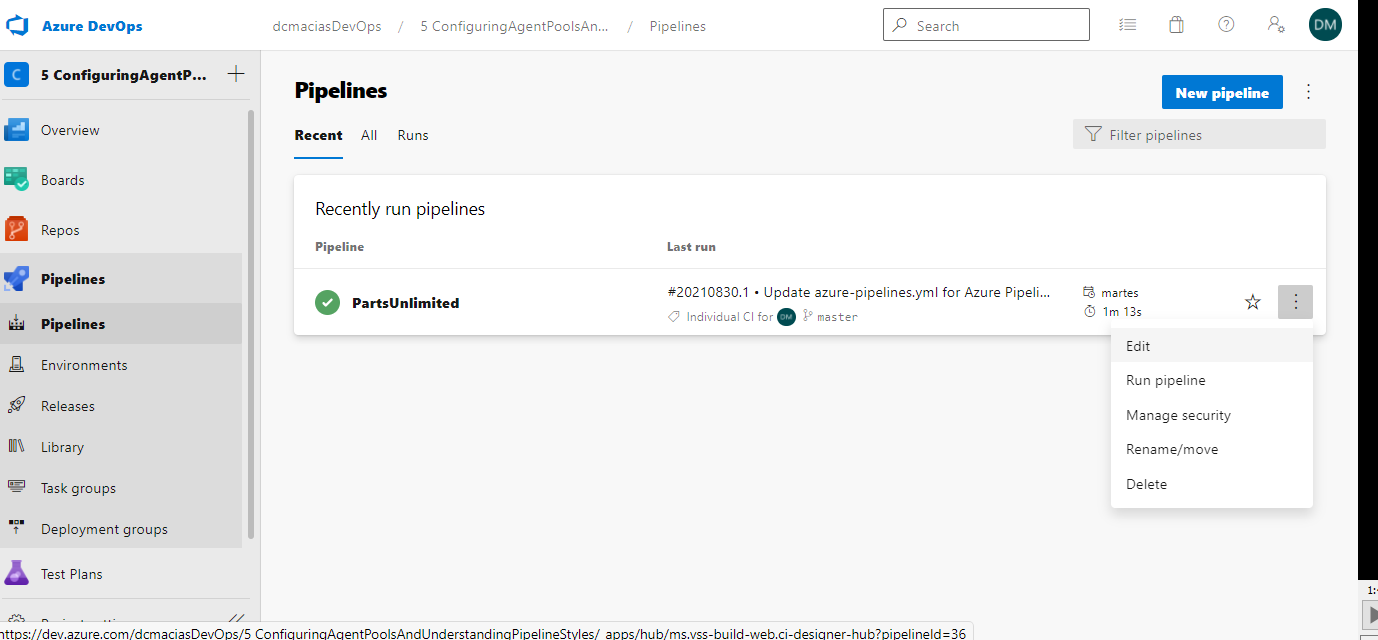 Azure DevOps
dcmaciasDevOps / 5 ConfiguringAgentPoolsAn... / Pipelines
Search
DM
C 5 ConfiguringAgentP...
Overview
Boards
Repos
Pipelines
Pipelines
Environments
Releases
Library
Task groups
Deployment groups
Test Plans
Pipelines
New pipeline
Recent All Runs
Filter pipelines
Recently run pipelines
Pipeline Last run
PartsUnlimited
#20210830.1 • Update azure-pipelines.yml for Azure Pipeli...
Individual CI for DM master
martes
1m 13s
Edit
Run pipeline
Manage security
Rename/move
Delete
1:
https://dev.azure.com/dcmaciasDevOps/5 ConfiguringAgentPoolsAndUnderstandingPipelineStyles/_apps/hub/ms.vss-build-web.ci-designer-hub?pipelineId=36